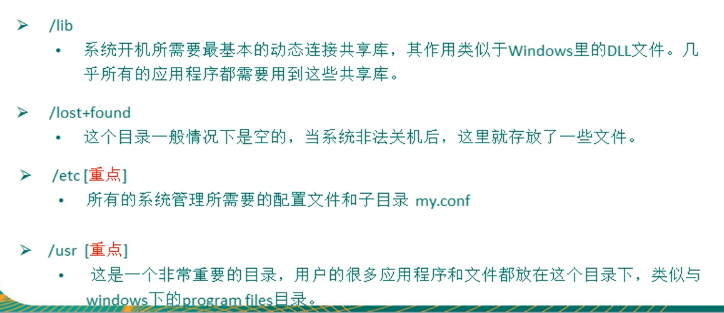 ➢ /lib
• 系统开机所需要最基本的动态连接共享库，其作用类似于Windows里的DLL文件。几
乎所有的应用程序都需要用到这些共享库。
➢ /lost+found
• 这个目录一般情况下是空的，当系统非法关机后，这里就存放了一些文件。
➢ /etc [重点]
• 所有的系统管理所需要的配置文件和子目录 my.conf
➢ /usr [重点]
• 这是一个非常重要的目录，用户的很多应用程序和文件都放在这个目录下，类似与
windows下的program files目录。